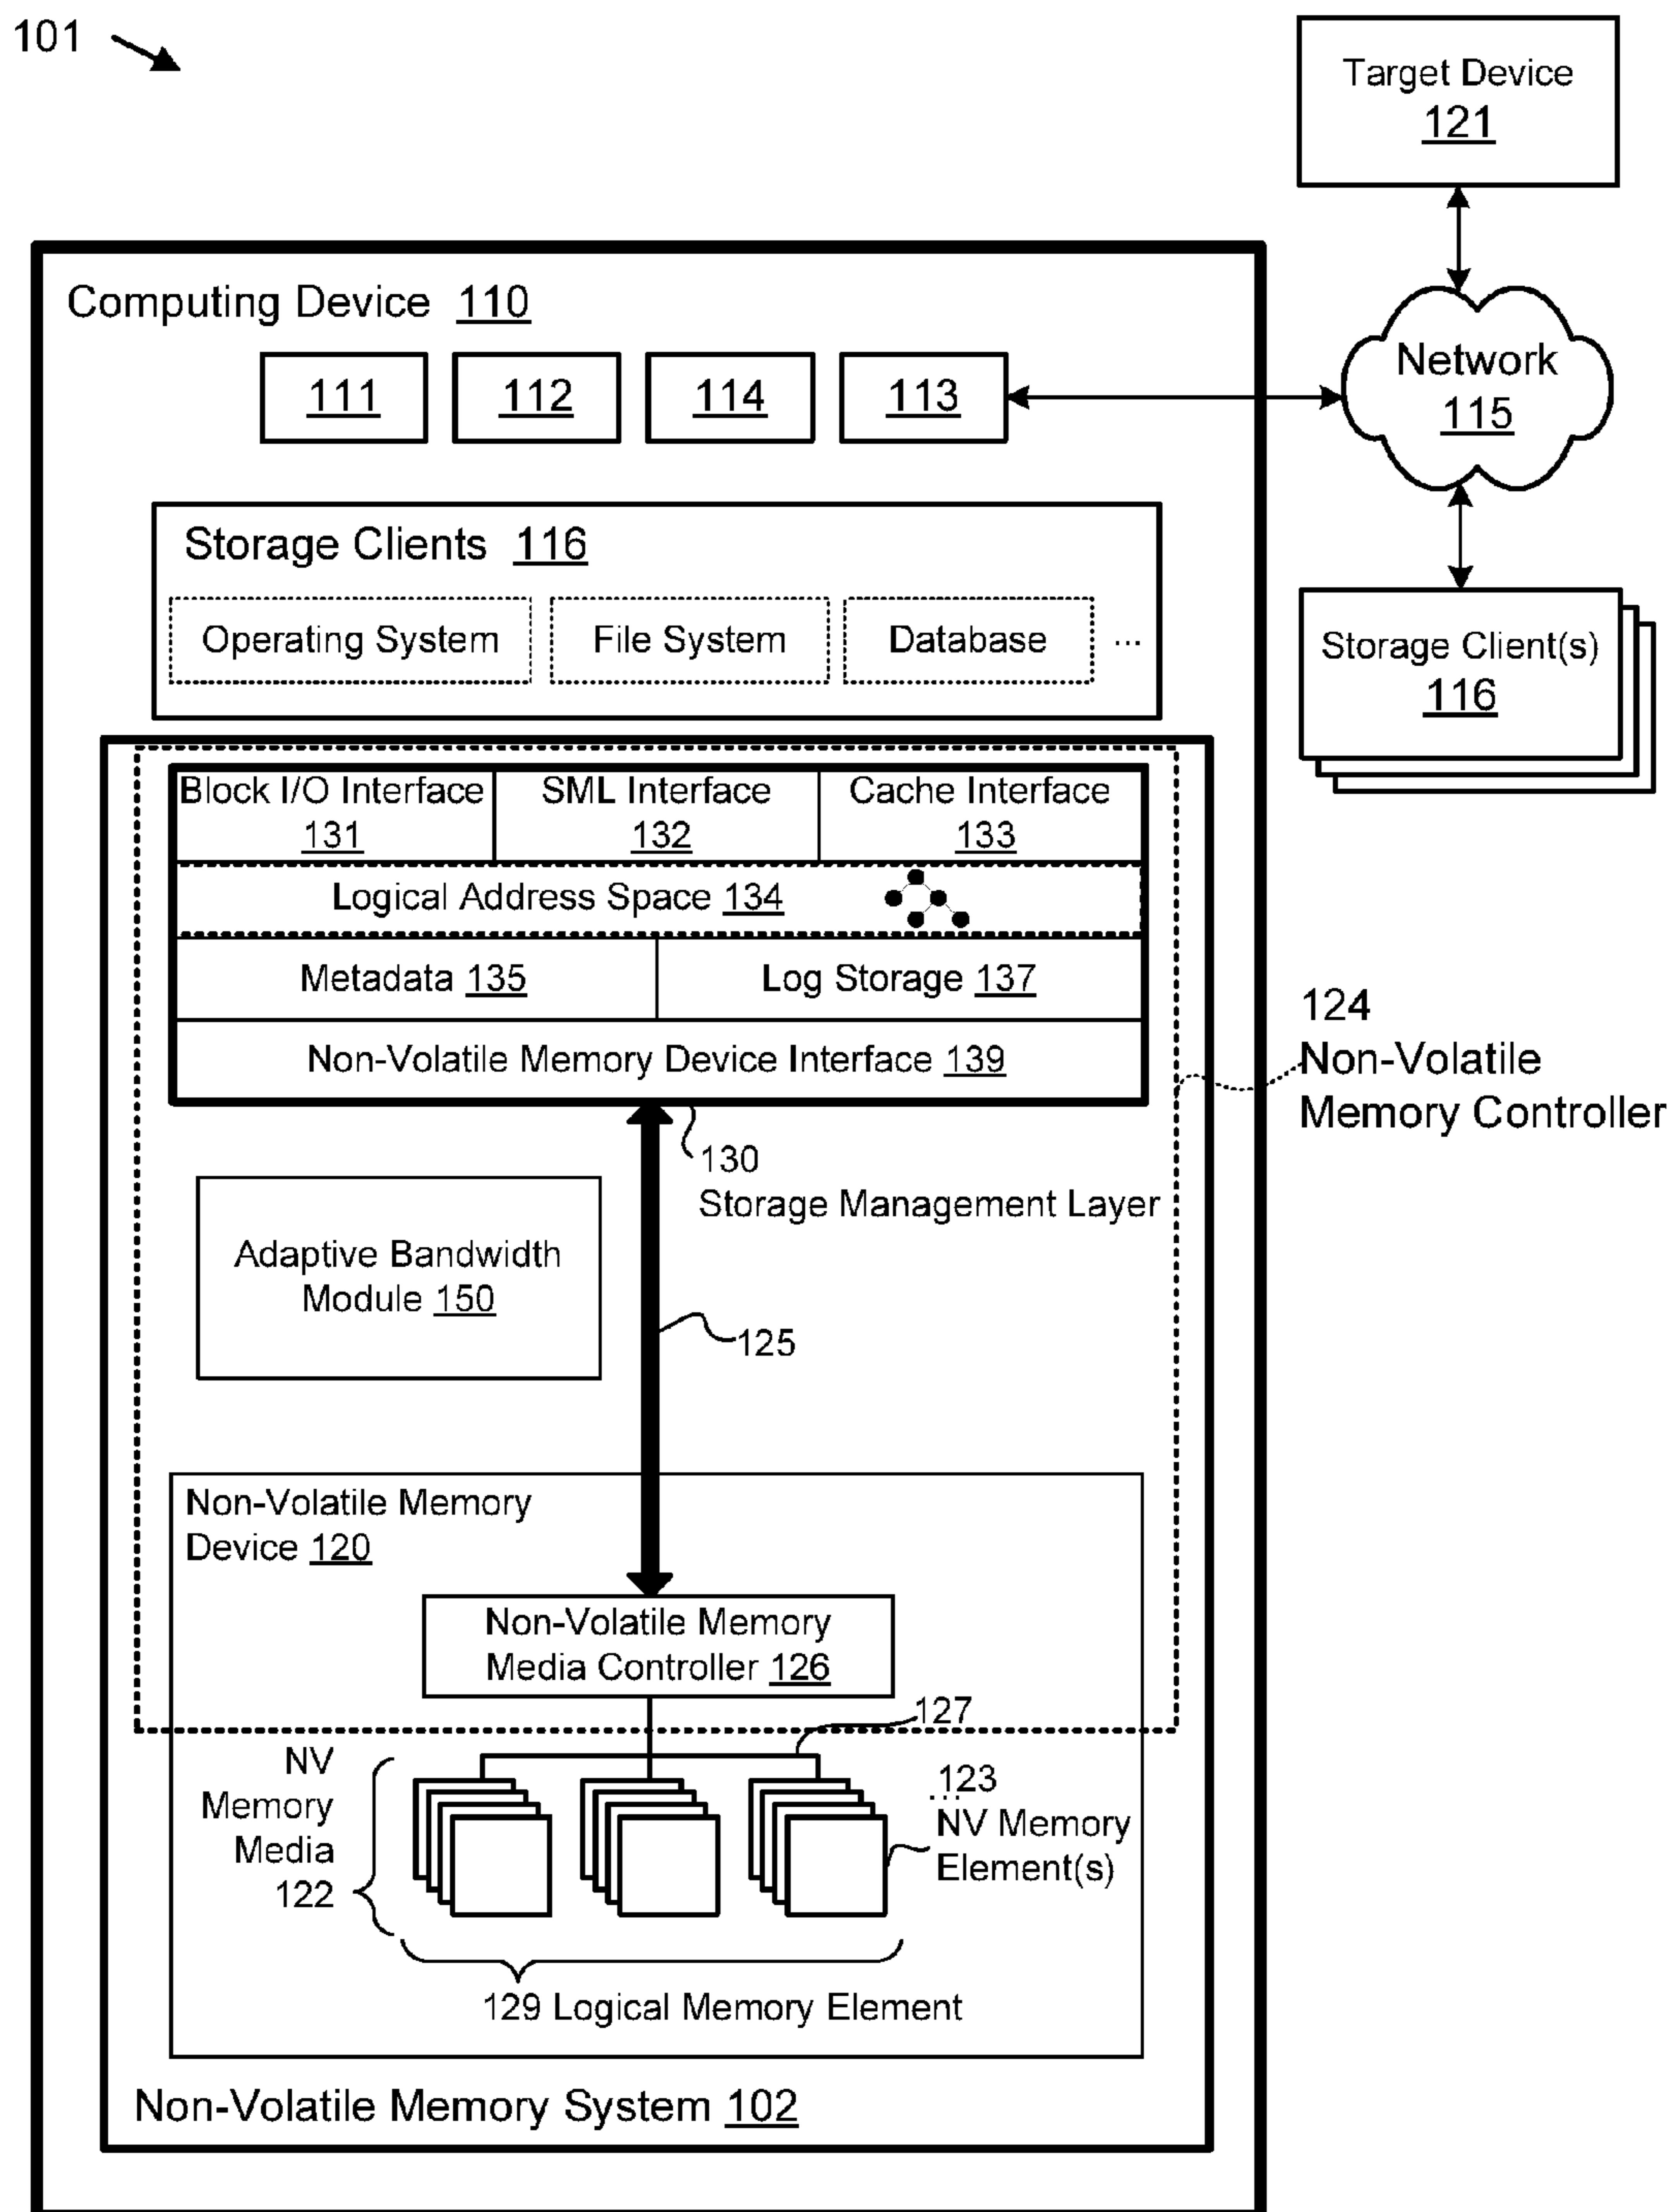 101
Target Device
121
Computing Device 110
111
112
114
113
Network
115
Storage Clients 116
Operating System
File System
Database
...
Storage Client(s)
116
Block I/O Interface
131
SML Interface
132
Cache Interface
133
Logical Address Space 134
Metadata 135
Log Storage 137
Non-Volatile Memory Device Interface 139
124
Non-Volatile
Memory Controller
130
Storage Management Layer
Adaptive Bandwidth
Module 150
125
Non-Volatile Memory
Device 120
Non-Volatile Memory
Media Controller 126
127
NV
Memory
Media
122
...
123
NV Memory
Element(s)
129 Logical Memory Element
Non-Volatile Memory System 102